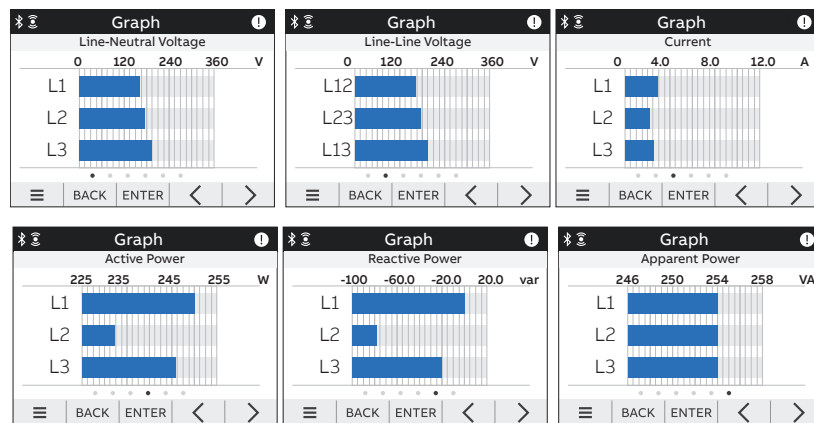 Graph !
Line-Neutral Voltage
0 120 240 360 V
L1
L2
L3
BACK ENTER
Graph !
Line-Line Voltage
0 120 240 360 V
L12
L23
L13
BACK ENTER
Graph !
Current
0 4.0 8.0 12.0 A
L1
L2
L3
BACK ENTER
Graph !
Active Power
225 235 245 255 W
L1
L2
L3
BACK ENTER
Graph !
Reactive Power
-100 -60.0 -20.0 20.0 var
L1
L2
L3
BACK ENTER
Graph !
Apparent Power
246 250 254 258 VA
L1
L2
L3
BACK ENTER